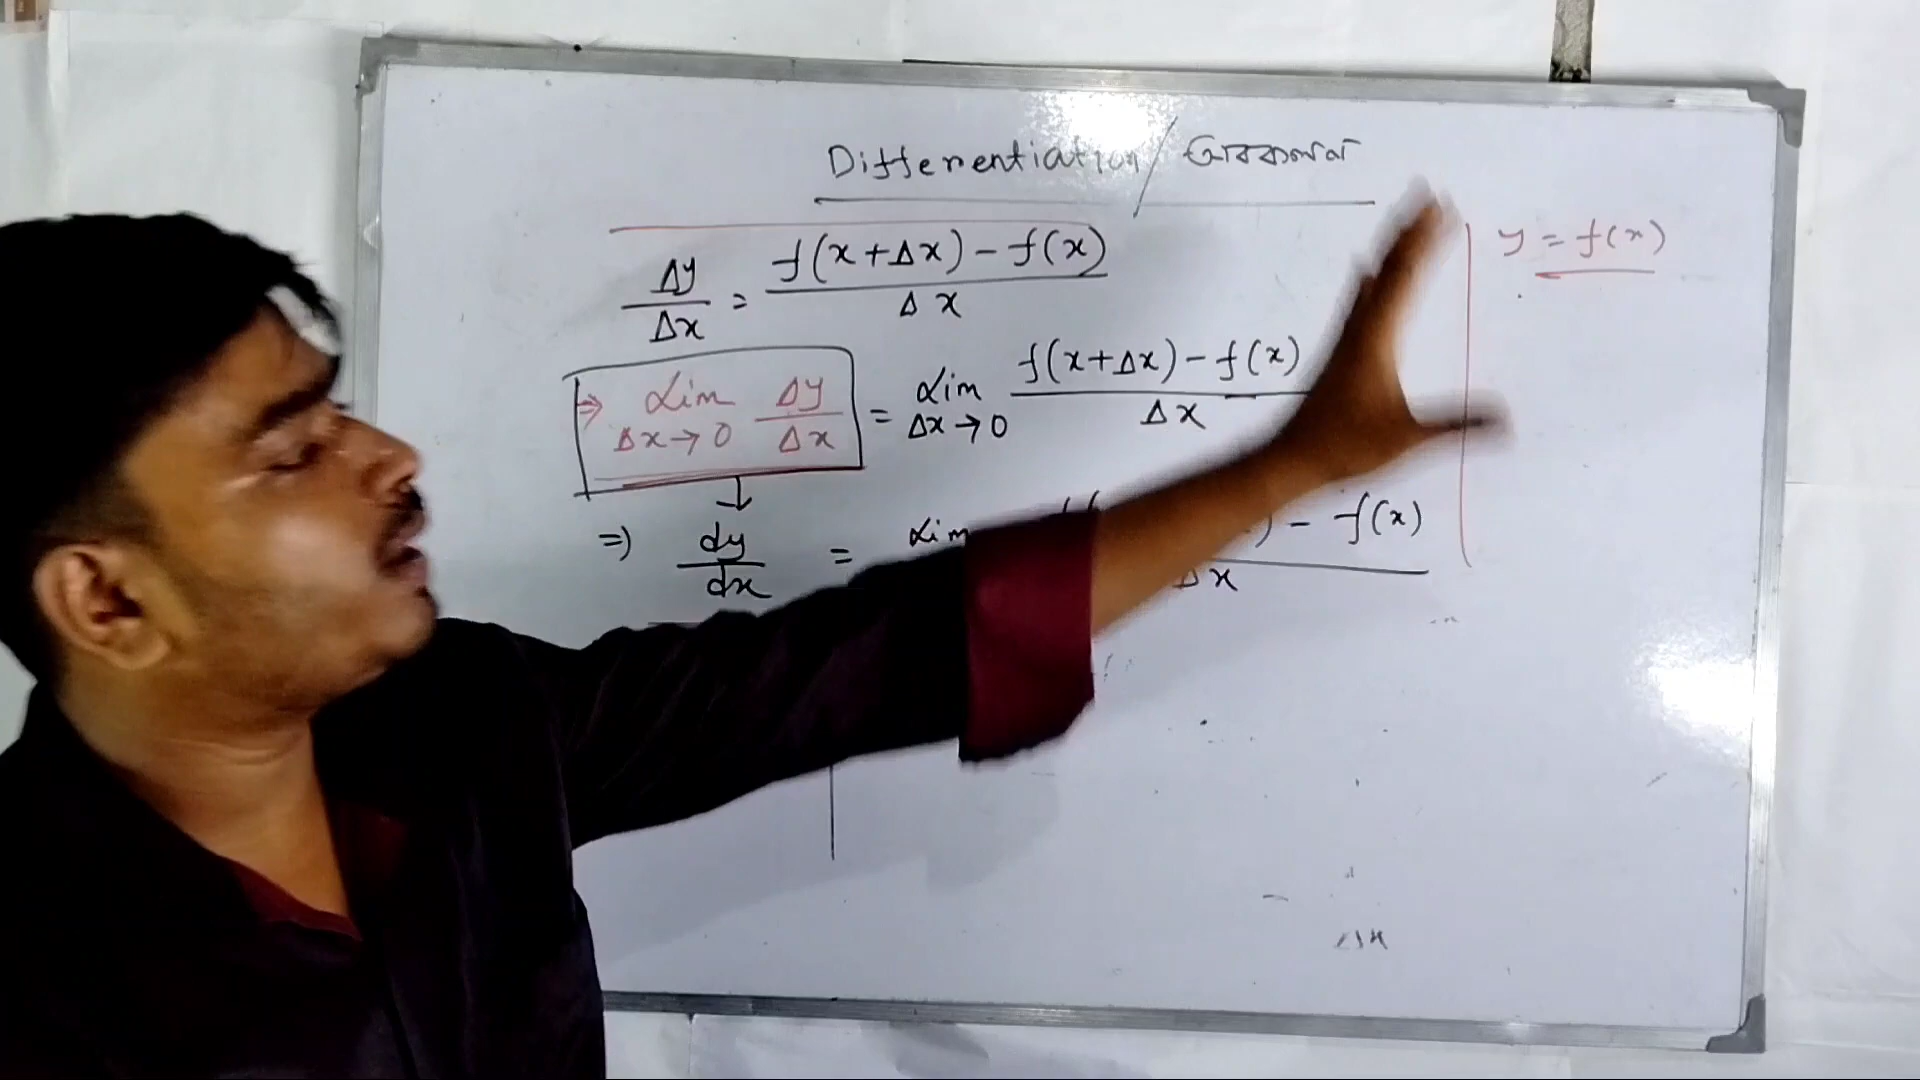 Differentiation / অবকলন
Δy/Δx = f(x+Δx) - f(x) / Δx
y = f(x)
⇒ Lim Δx→0 Δy/Δx = Lim Δx→0 f(x+Δx) - f(x) / Δx
↓
⇒ dy/dx = Lim ) - f(x) / Δx
Δx